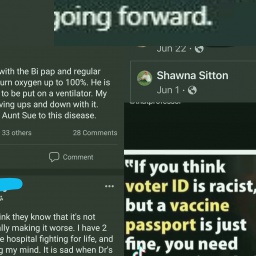 going forward.
Jun 22
with the Bi pap and regular
urn oxygen up to 100%. He is
to be put on a ventilator. My
ving ups and down with it.
Aunt Sue to this disease.
33 others
28 Comments
Comment
Shawna Sitton
Jun 1
nk they know that it's not
ally making it worse. I have 2
e hospital fighting for life, and
g my mind. It is sad when Dr's
"If you think
voter ID is racist,
but a vaccine
passport is just
fine, you need